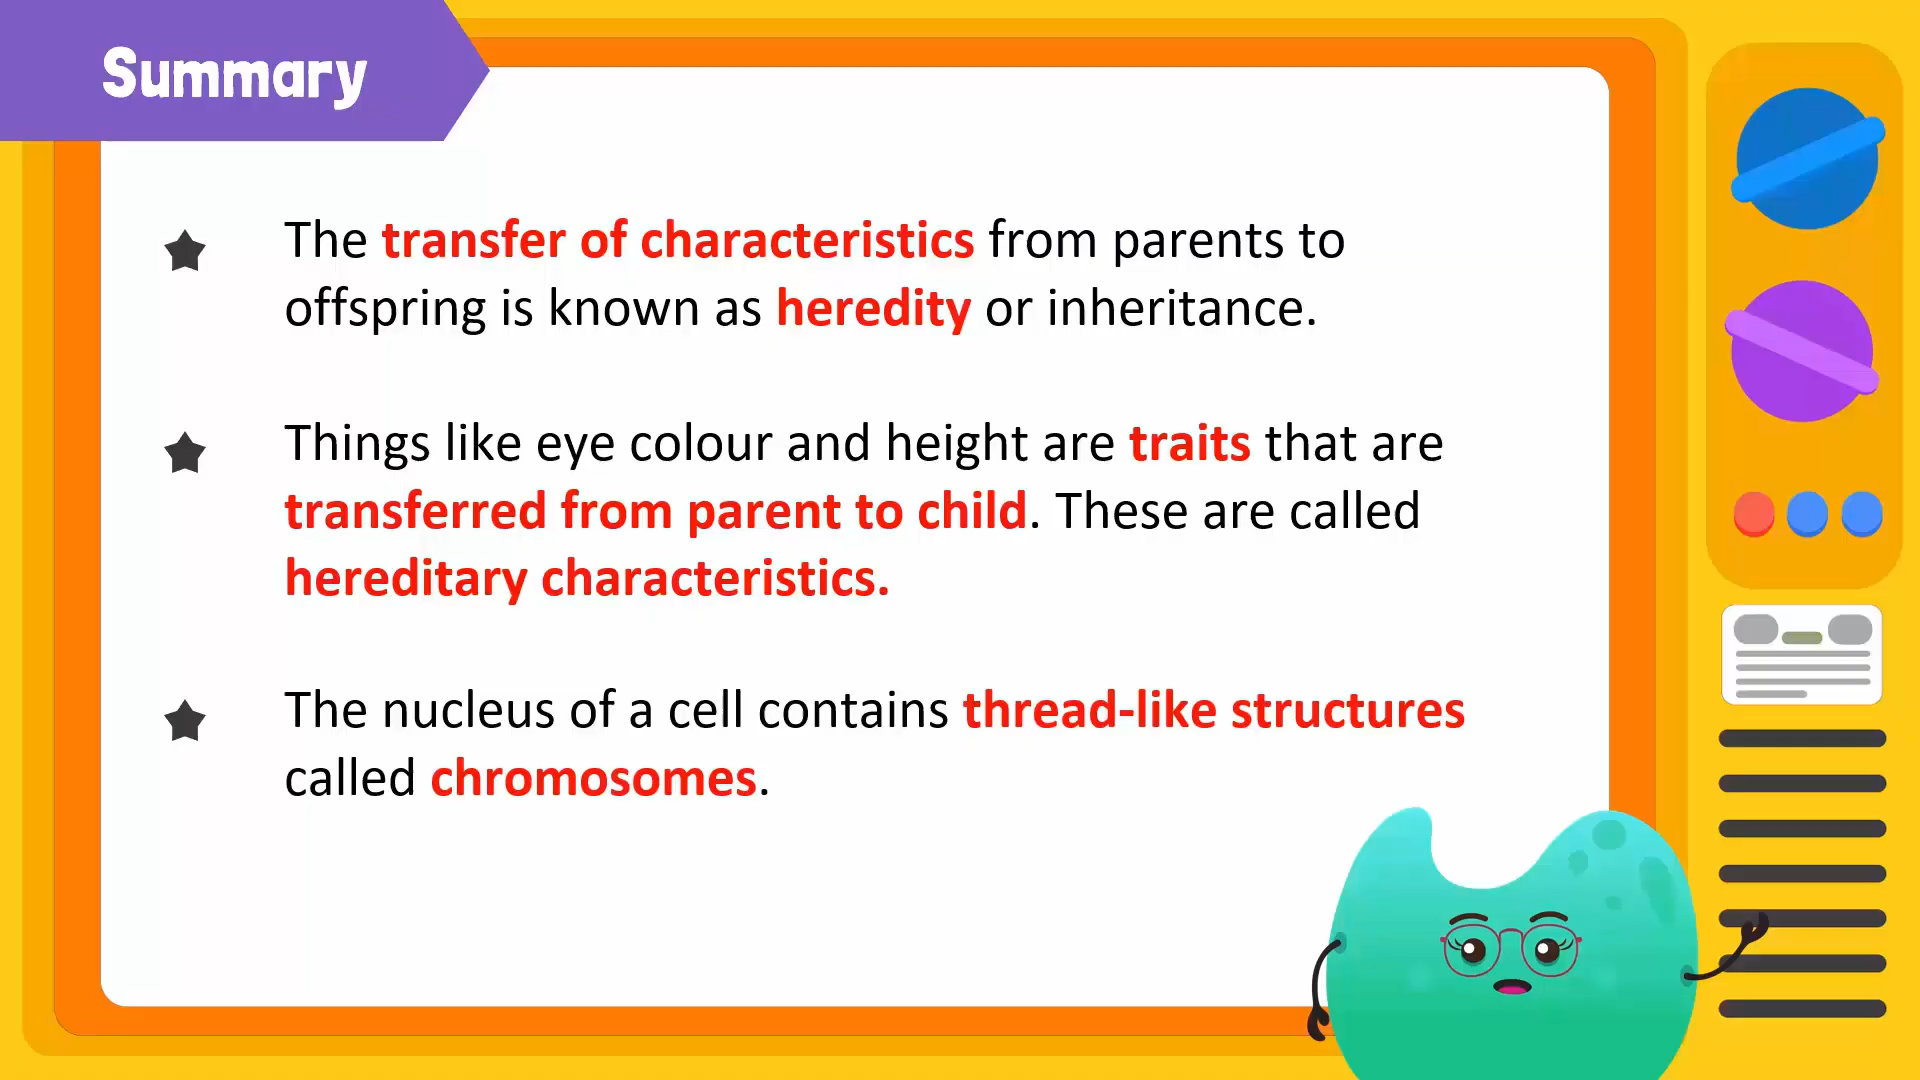 Summary
The transfer of characteristics from parents to
offspring is known as heredity or inheritance.
Things like eye colour and height are traits that are
transferred from parent to child. These are called
hereditary characteristics.
The nucleus of a cell contains thread-like structures
called chromosomes.